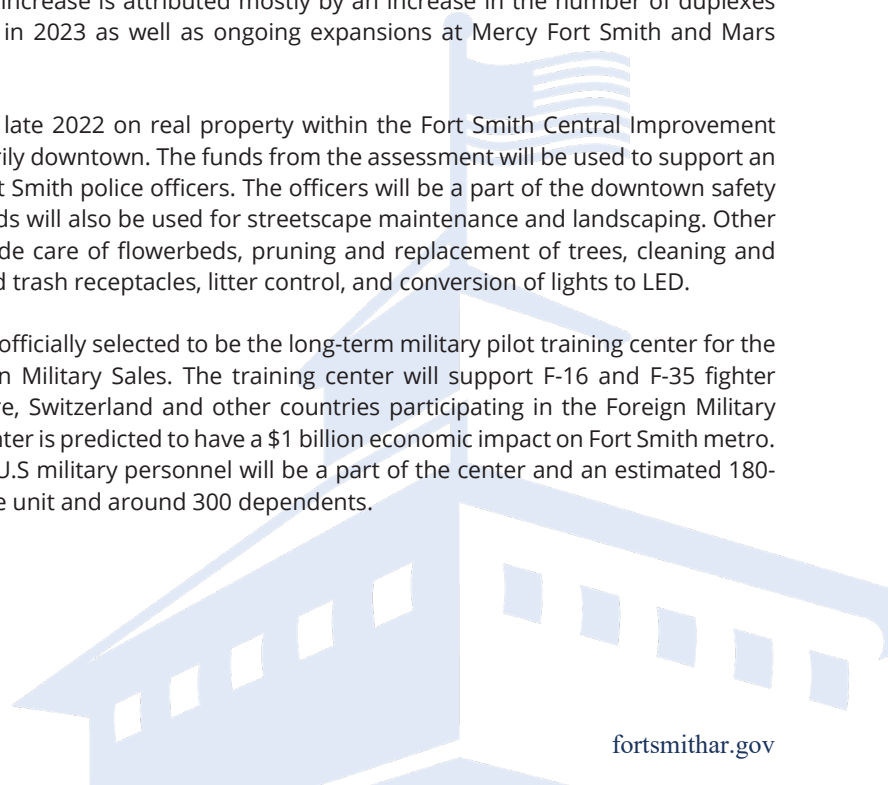 increase is attributed mostly by an increase in the number of duplexes
in 2023 as well as ongoing expansions at Mercy Fort Smith and Mars
late 2022 on real property within the Fort Smith Central Improvement
rily downtown. The funds from the assessment will be used to support an
t Smith police officers. The officers will be a part of the downtown safety
ds will also be used for streetscape maintenance and landscaping. Other
de care of flowerbeds, pruning and replacement of trees, cleaning and
d trash receptacles, litter control, and conversion of lights to LED.
officially selected to be the long-term military pilot training center for the
n Military Sales. The training center will support F-16 and F-35 fighter
re, Switzerland and other countries participating in the Foreign Military
nter is predicted to have a $1 billion economic impact on Fort Smith metro.
U.S military personnel will be a part of the center and an estimated 180-
e unit and around 300 dependents.
fortsmithar.gov